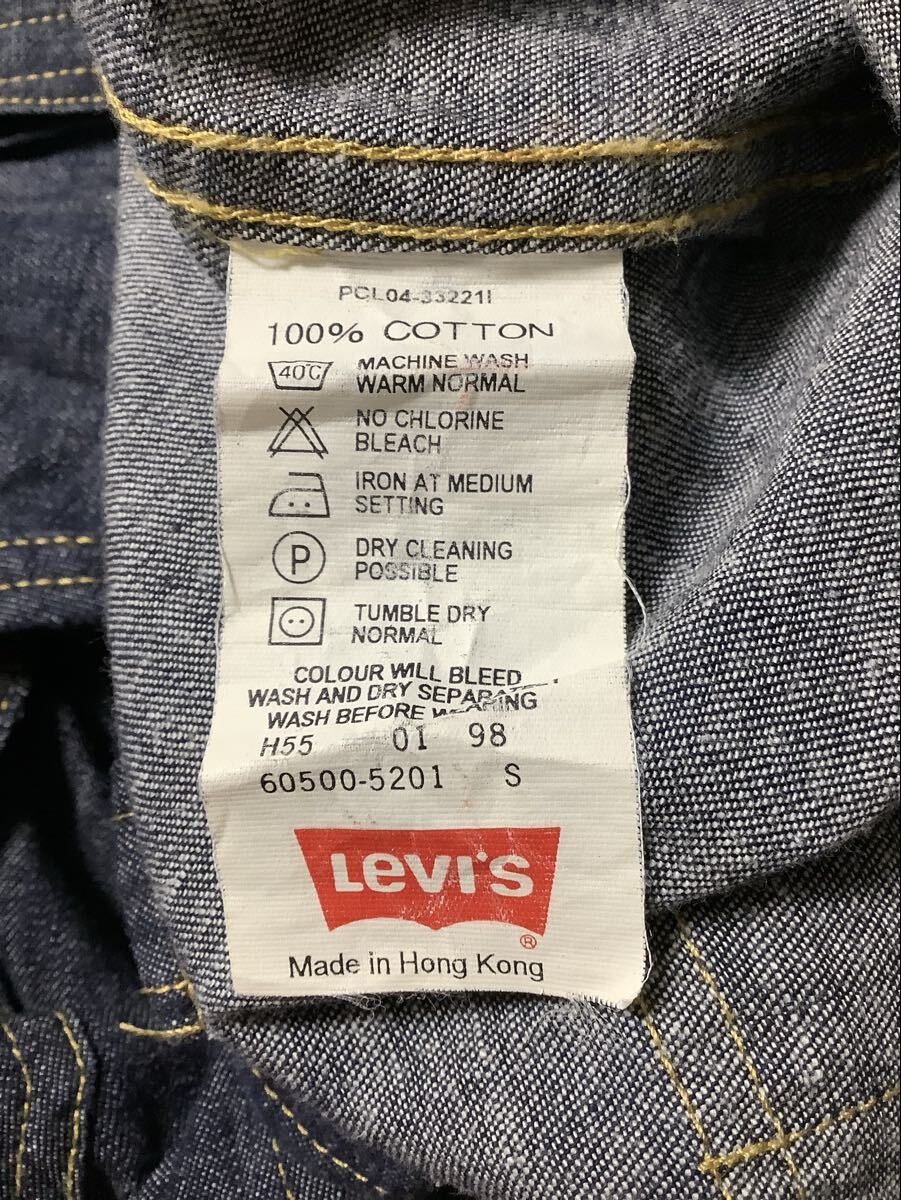 PCL04-33221I
100% COTTON
40C
MACHINE WASH
WARM NORMAL
NO CHLORINE
BLEACH
IRON AT MEDIUM
SETTING
P
DRY CLEANING
POSSIBLE
TUMBLE DRY
NORMAL
COLOUR WILL BLEED
WASH AND DRY SEPARATING
WASH BEFORE WEARING
H55 01 98
60500-5201 S
Levi's
®
Made in Hong Kong